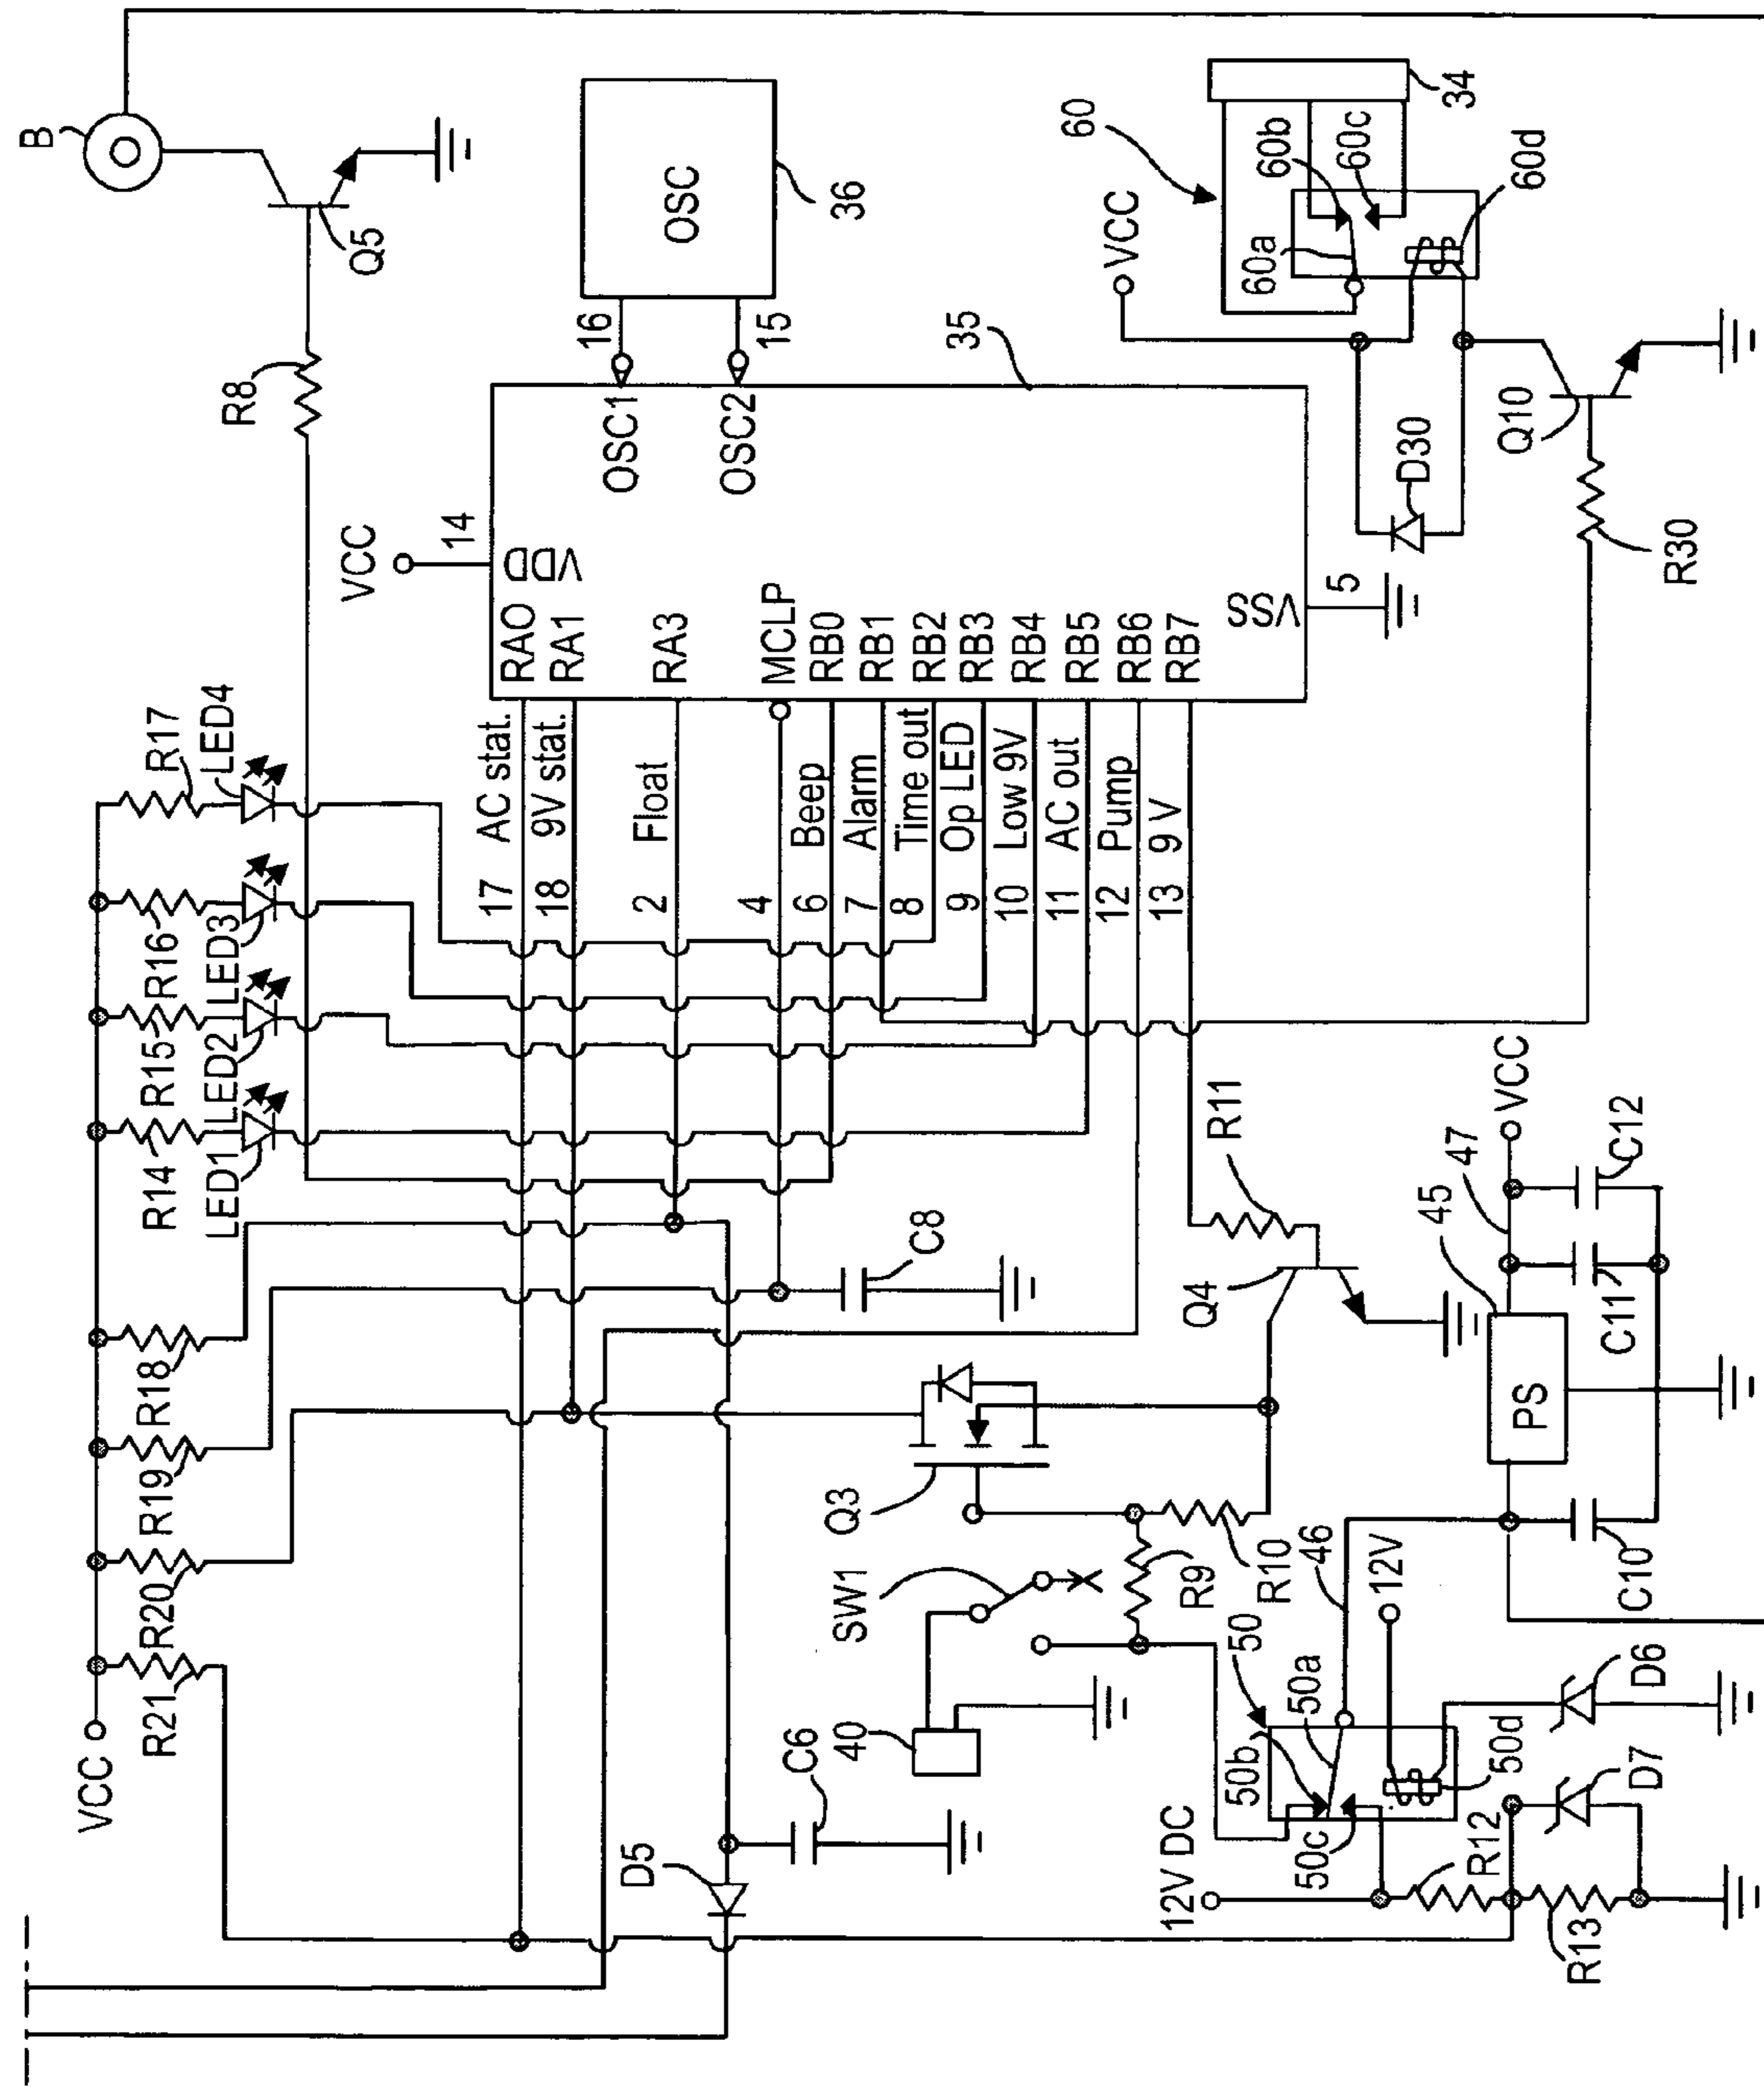 B
Q5
R8
OSC
36
16
15
OSC1
OSC2
35
VCC
14
VDD
RAO
RA1
RA3
MCLP
RB0
RB1
RB2
RB3
RB4
RB5
RB6
RB7
VSS
5
60
60a
60b
60c
60d
34
VCC
D30
Q10
R30
R17
LED4
R16
LED3
R15
LED2
R14
LED1
R18
R19
R20
R21
VCC
17 AC stat.
18 9V stat.
2 Float
4
6 Beep
7 Alarm
8 Time out
9 Op LED
10 Low 9V
11 AC out
12 Pump
13 9 V
C8
R11
Q4
Q3
SW1
R9
R10
40
C6
D5
46
50
50a
50b
50c
50d
12V
12V DC
R12
R13
D7
D6
PS
45
47
VCC
C12
C11
C10